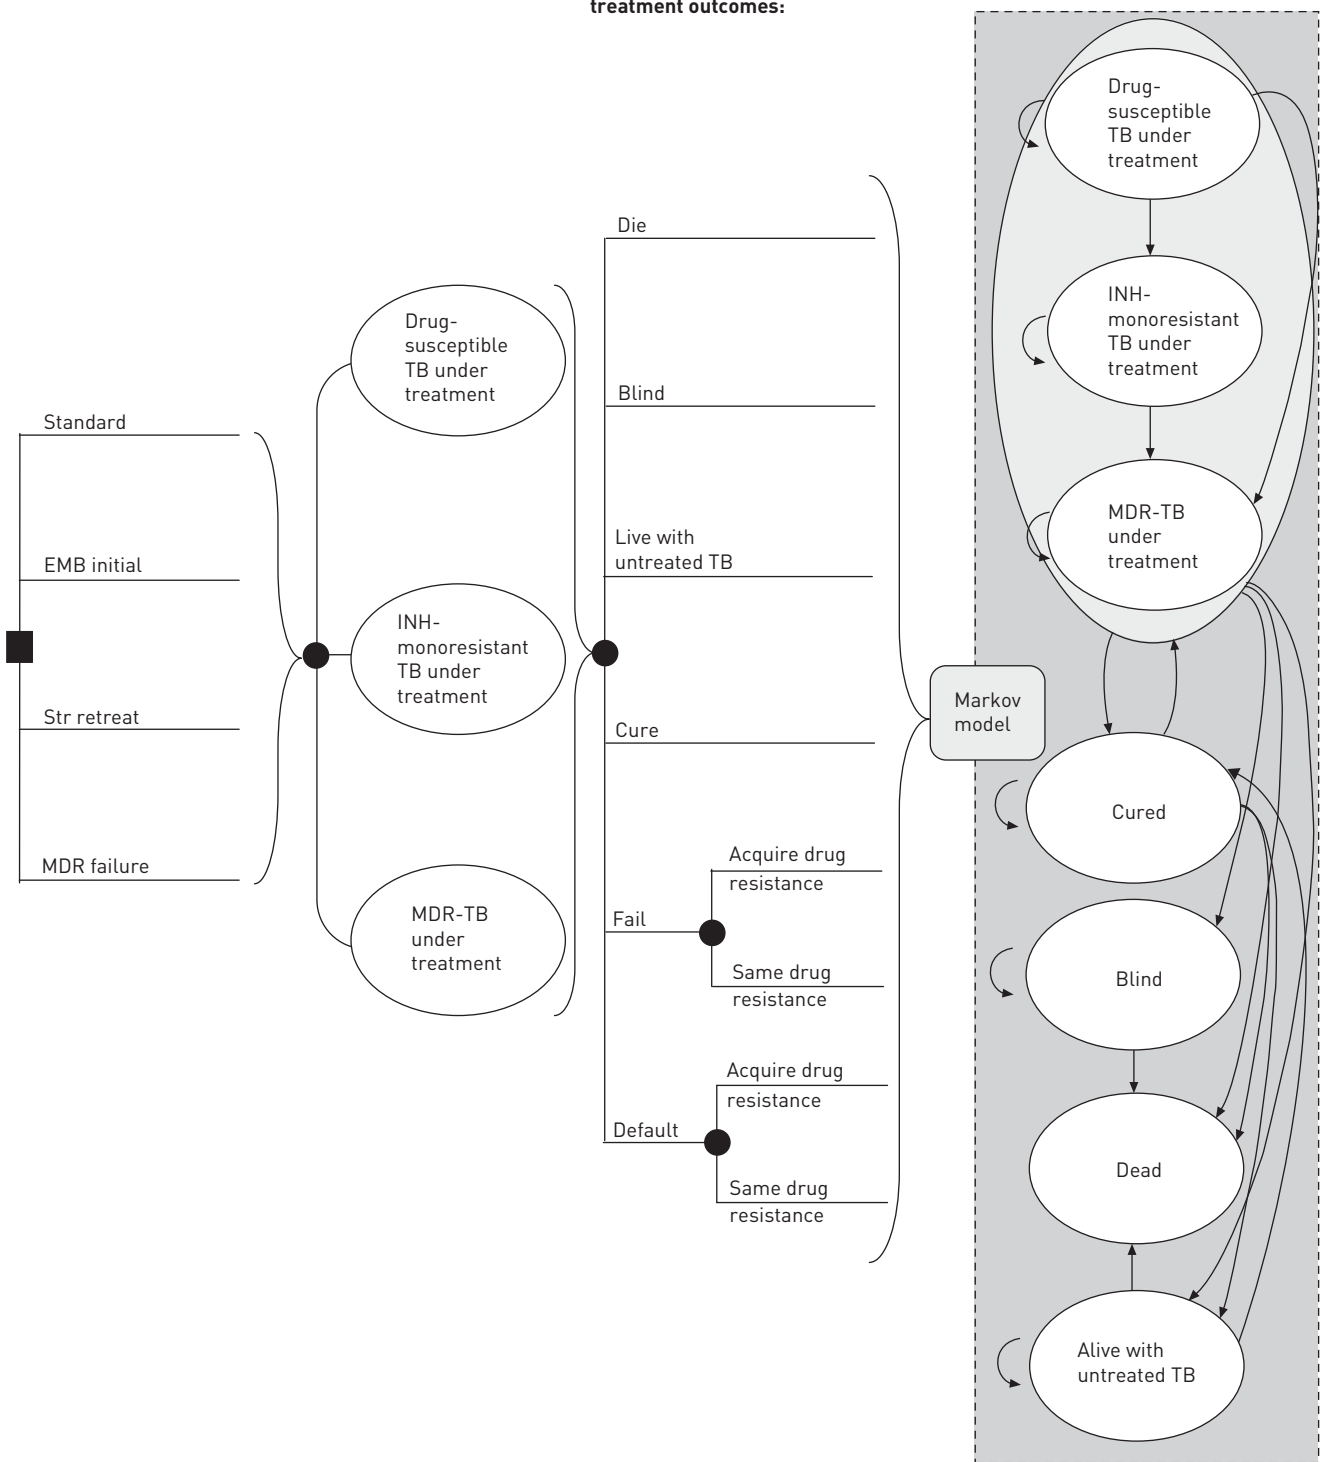 treatment outcomes:
Standard
EMB initial
Str retreat
MDR failure
Drug-
susceptible
TB under
treatment
INH-
monoresistant
TB under
treatment
MDR-TB
under
treatment
Die
Blind
Live with
untreated TB
Cure
Fail
Acquire drug
resistance
Same drug
resistance
Default
Acquire drug
resistance
Same drug
resistance
Markov
model
Drug-
susceptible
TB under
treatment
INH-
monoresistant
TB under
treatment
MDR-TB
under
treatment
Cured
Blind
Dead
Alive with
untreated TB